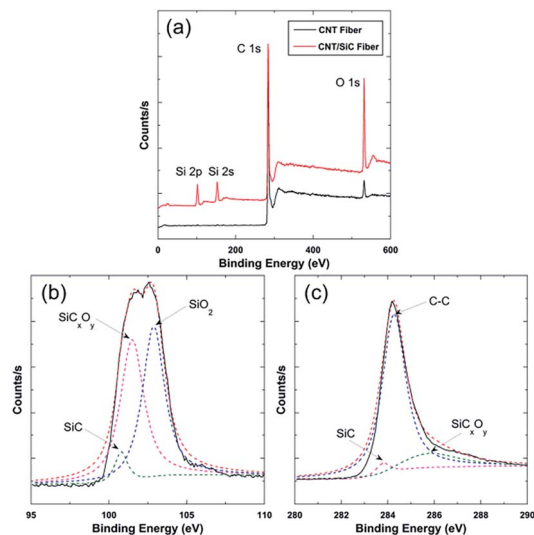 (a)
CNT Fiber
CNT/SiC Fiber
C 1s
O 1s
Si 2p
Si 2s
Counts/s
0
200
400
600
Binding Energy (eV)
(b)
SiCxOy
SiO2
SiC
Counts/s
95
100
105
110
Binding Energy (eV)
(c)
C-C
SiC
SiCxOy
Counts/s
280
282
284
286
288
290
Binding Energy (eV)